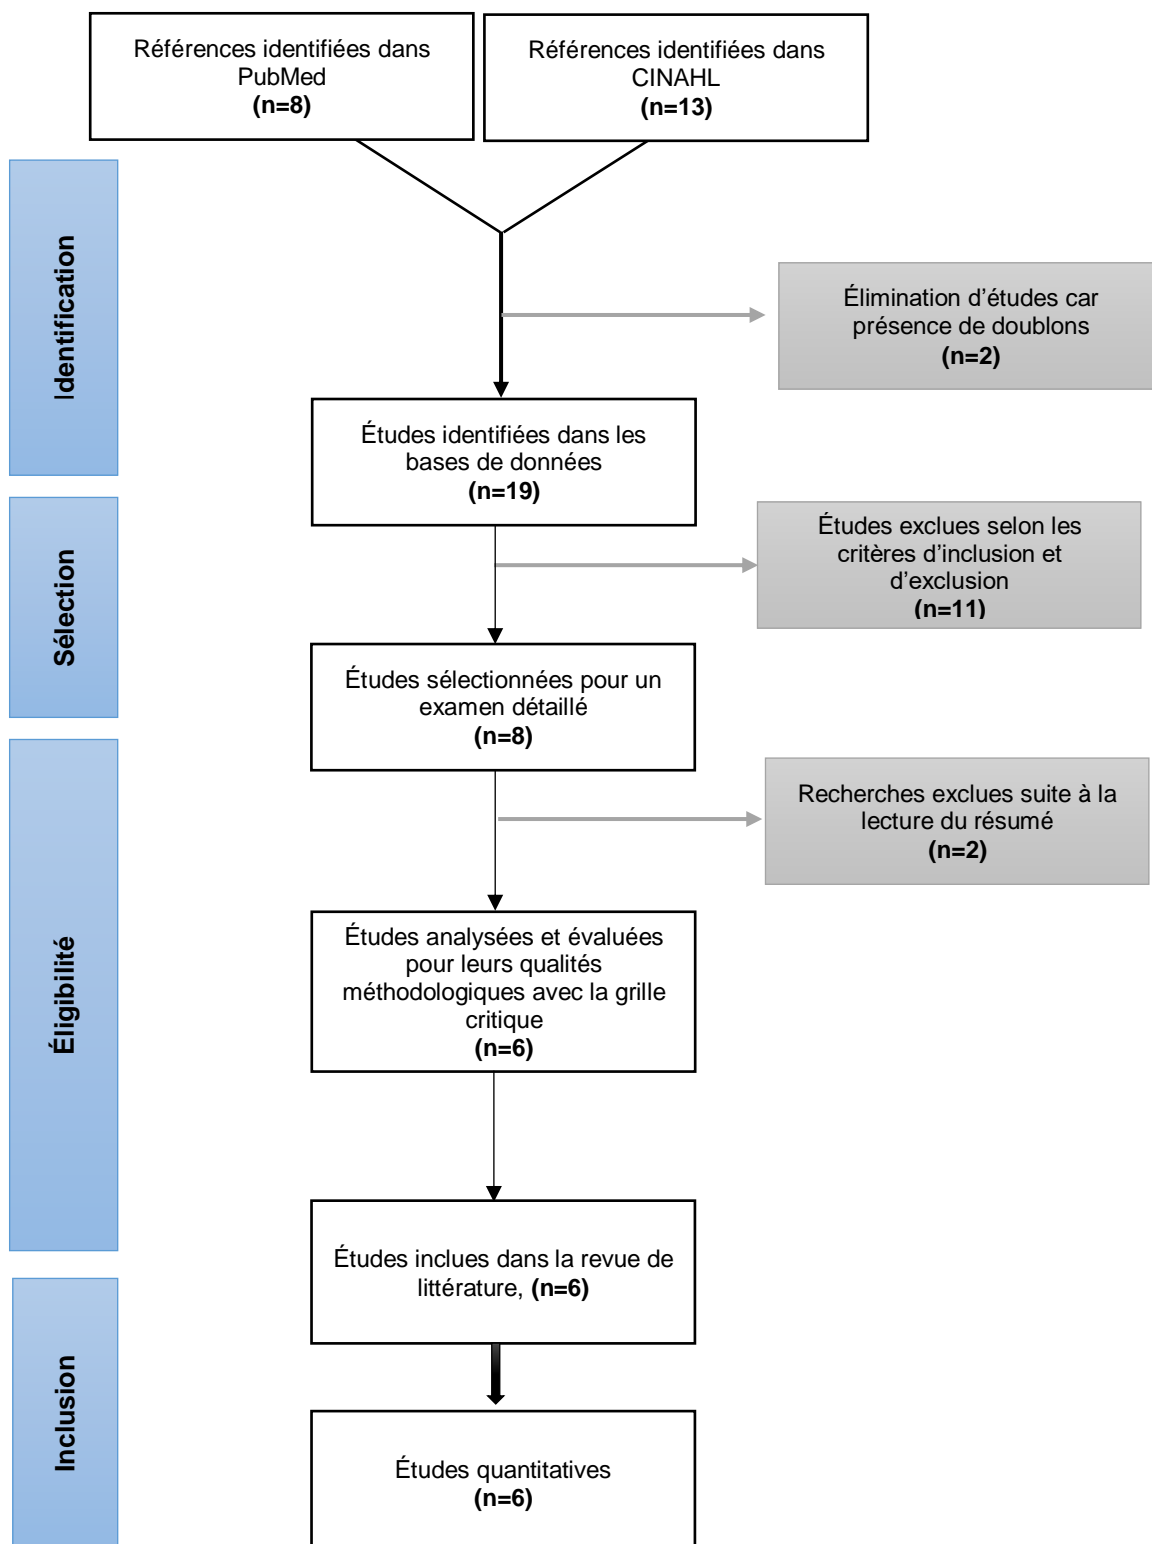 Références identifiées dans
PubMed
(n=8)
Références identifiées dans
CINAHL
(n=13)
Identification
Élimination d’études car
présence de doublons
(n=2)
Études identifiées dans les
bases de données
(n=19)
Sélection
Études exclues selon les
critères d’inclusion et
d’exclusion
(n=11)
Études sélectionnées pour un
examen détaillé
(n=8)
Éligibilité
Recherches exclues suite à la
lecture du résumé
(n=2)
Études analysées et évaluées
pour leurs qualités
méthodologiques avec la grille
critique
(n=6)
Études inclues dans la revue de
littérature, (n=6)
Inclusion
Études quantitatives
(n=6)